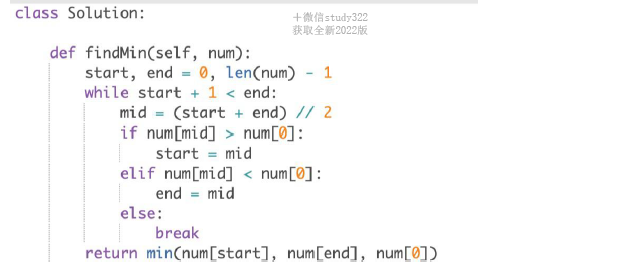 class Solution:
＋微信study322
获取全新2022版
def findMin(self, num):
start, end = 0, len(num) - 1
while start + 1 < end:
mid = (start + end) // 2
if num[mid] > num[0]:
start = mid
elif num[mid] < num[0]:
end = mid
else:
break
return min(num[start], num[end], num[0])